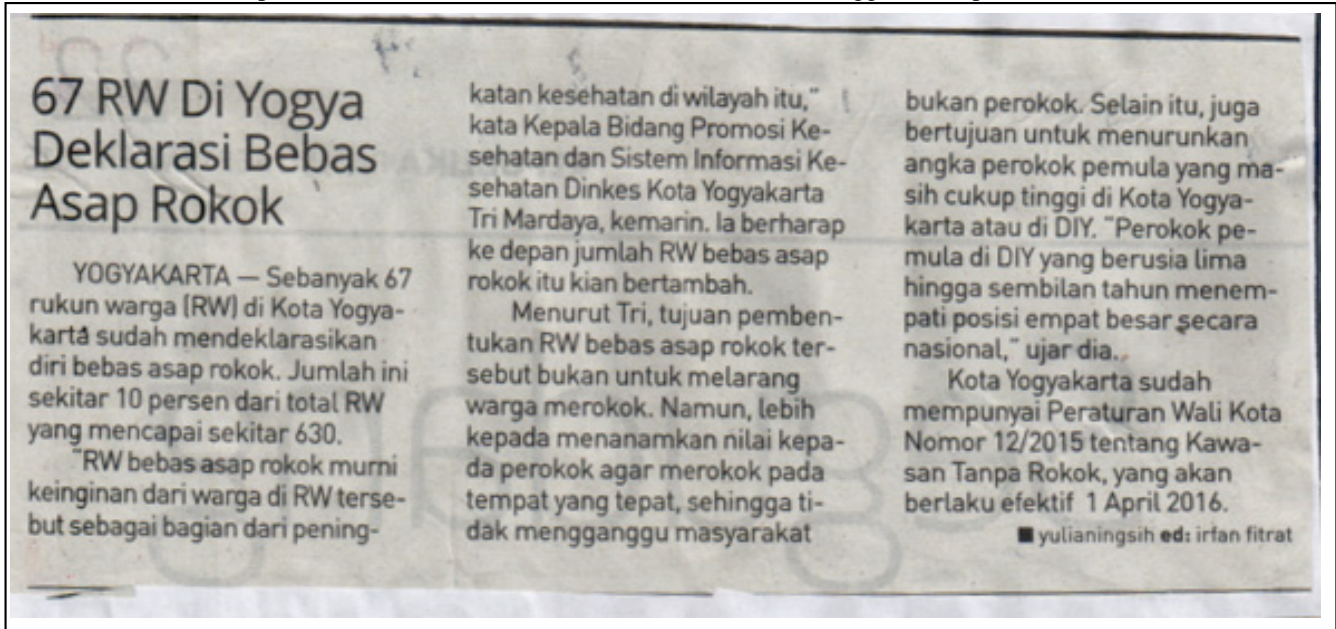 67 RW Di Yogya
Deklarasi Bebas
Asap Rokok
YOGYAKARTA — Sebanyak 67
rukun warga (RW) di Kota Yogya-
karta sudah mendeklarasikan
diri bebas asap rokok. Jumlah ini
sekitar 10 persen dari total RW
yang mencapai sekitar 630.
"RW bebas asap rokok murni
keinginan dari warga di RW terse-
but sebagai bagian dari pening-
katan kesehatan di wilayah itu,"
kata Kepala Bidang Promosi Ke-
sehatan dan Sistem Informasi Ke-
sehatan Dinkes Kota Yogyakarta
Tri Mardaya, kemarin. Ia berharap
ke depan jumlah RW bebas asap
rokok itu kian bertambah.
Menurut Tri, tujuan pemben-
tukan RW bebas asap rokok ter-
sebut bukan untuk melarang
warga merokok. Namun, lebih
kepada menanamkan nilai kepa-
da perokok agar merokok pada
tempat yang tepat, sehingga ti-
dak mengganggu masyarakat
bukan perokok. Selain itu, juga
bertujuan untuk menurunkan
angka perokok pemula yang ma-
sih cukup tinggi di Kota Yogya-
karta atau di DIY. "Perokok pe-
mula di DIY yang berusia lima
hingga sembilan tahun menem-
pati posisi empat besar secara
nasional," ujar dia.
Kota Yogyakarta sudah
mempunyai Peraturan Wali Kota
Nomor 12/2015 tentang Kawa-
san Tanpa Rokok, yang akan
berlaku efektif 1 April 2016.
■ yulianingsih ed: irfan fitrat